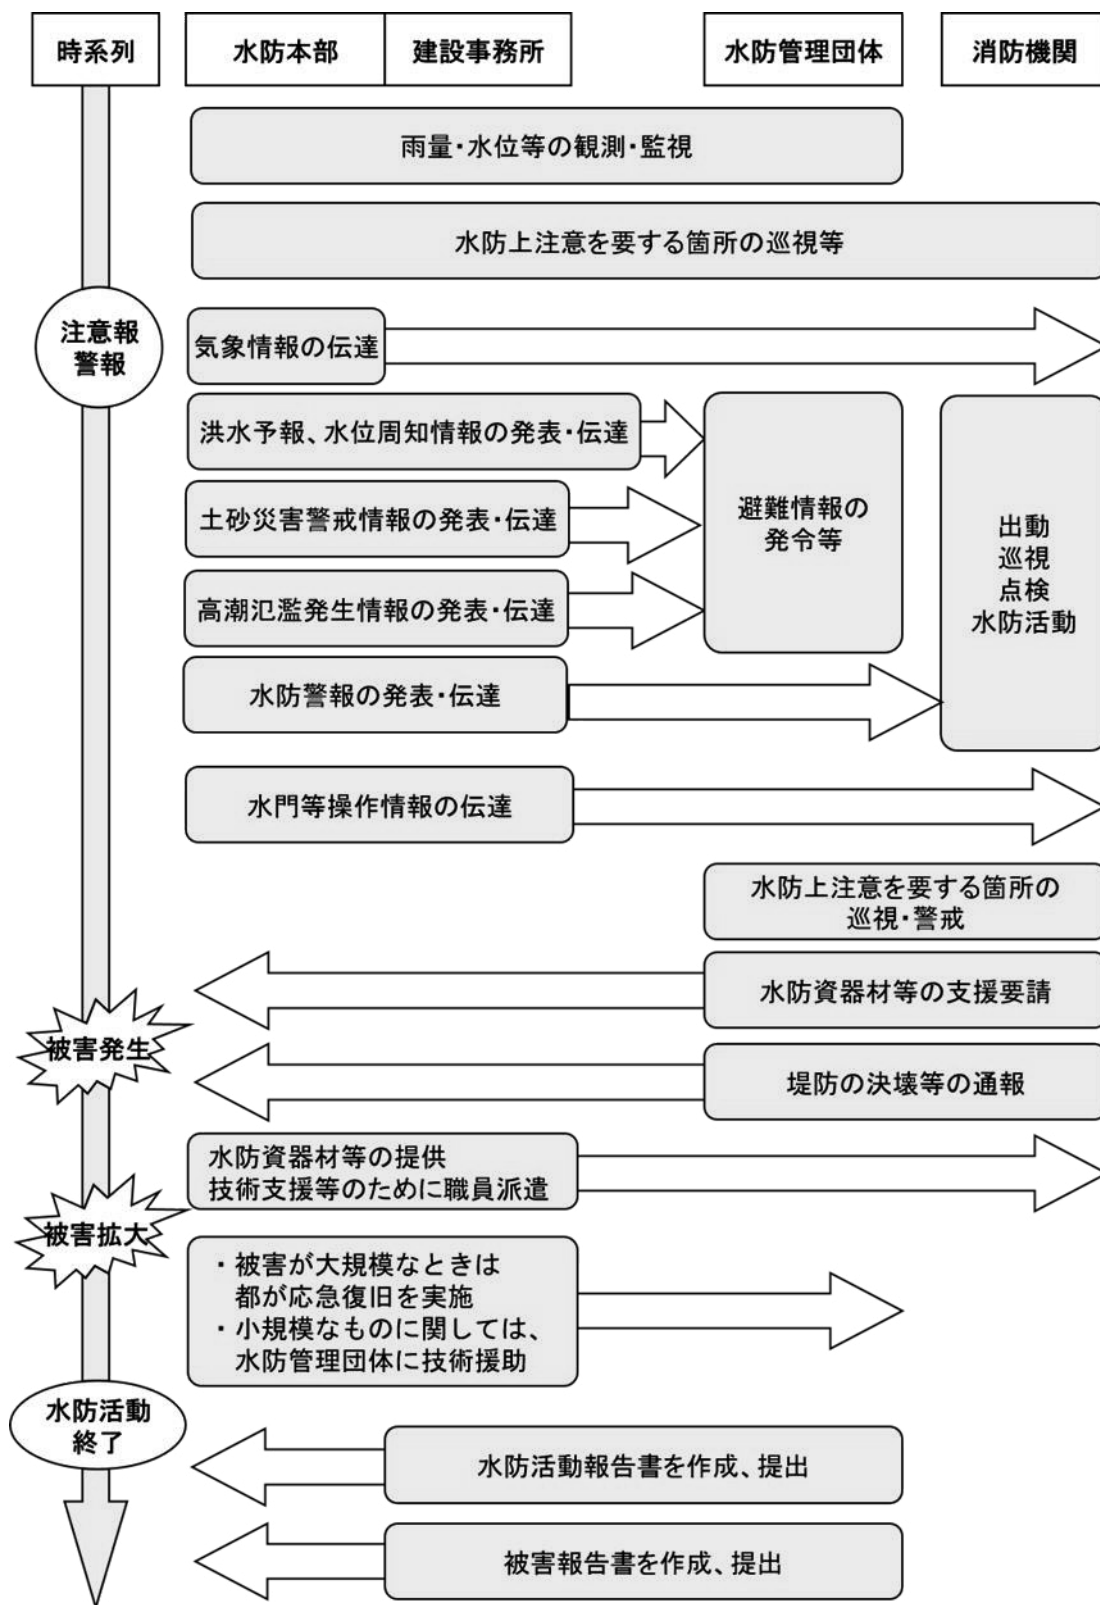 時系列
水防本部
建設事務所
水防管理団体
消防機関
雨量・水位等の観測・監視
水防上注意を要する箇所の巡視等
注意報
警報
気象情報の伝達
洪水予報、水位周知情報の発表・伝達
土砂災害警戒情報の発表・伝達
高潮氾濫発生情報の発表・伝達
避難情報の
発令等
出動
巡視
点検
水防活動
水防警報の発表・伝達
水門等操作情報の伝達
水防上注意を要する箇所の
巡視・警戒
水防資器材等の支援要請
被害発生
堤防の決壊等の通報
水防資器材等の提供
技術支援等のために職員派遣
被害拡大
・被害が大規模なときは
都が応急復旧を実施
・小規模なものに関しては、
水防管理団体に技術援助
水防活動
終了
水防活動報告書を作成、提出
被害報告書を作成、提出